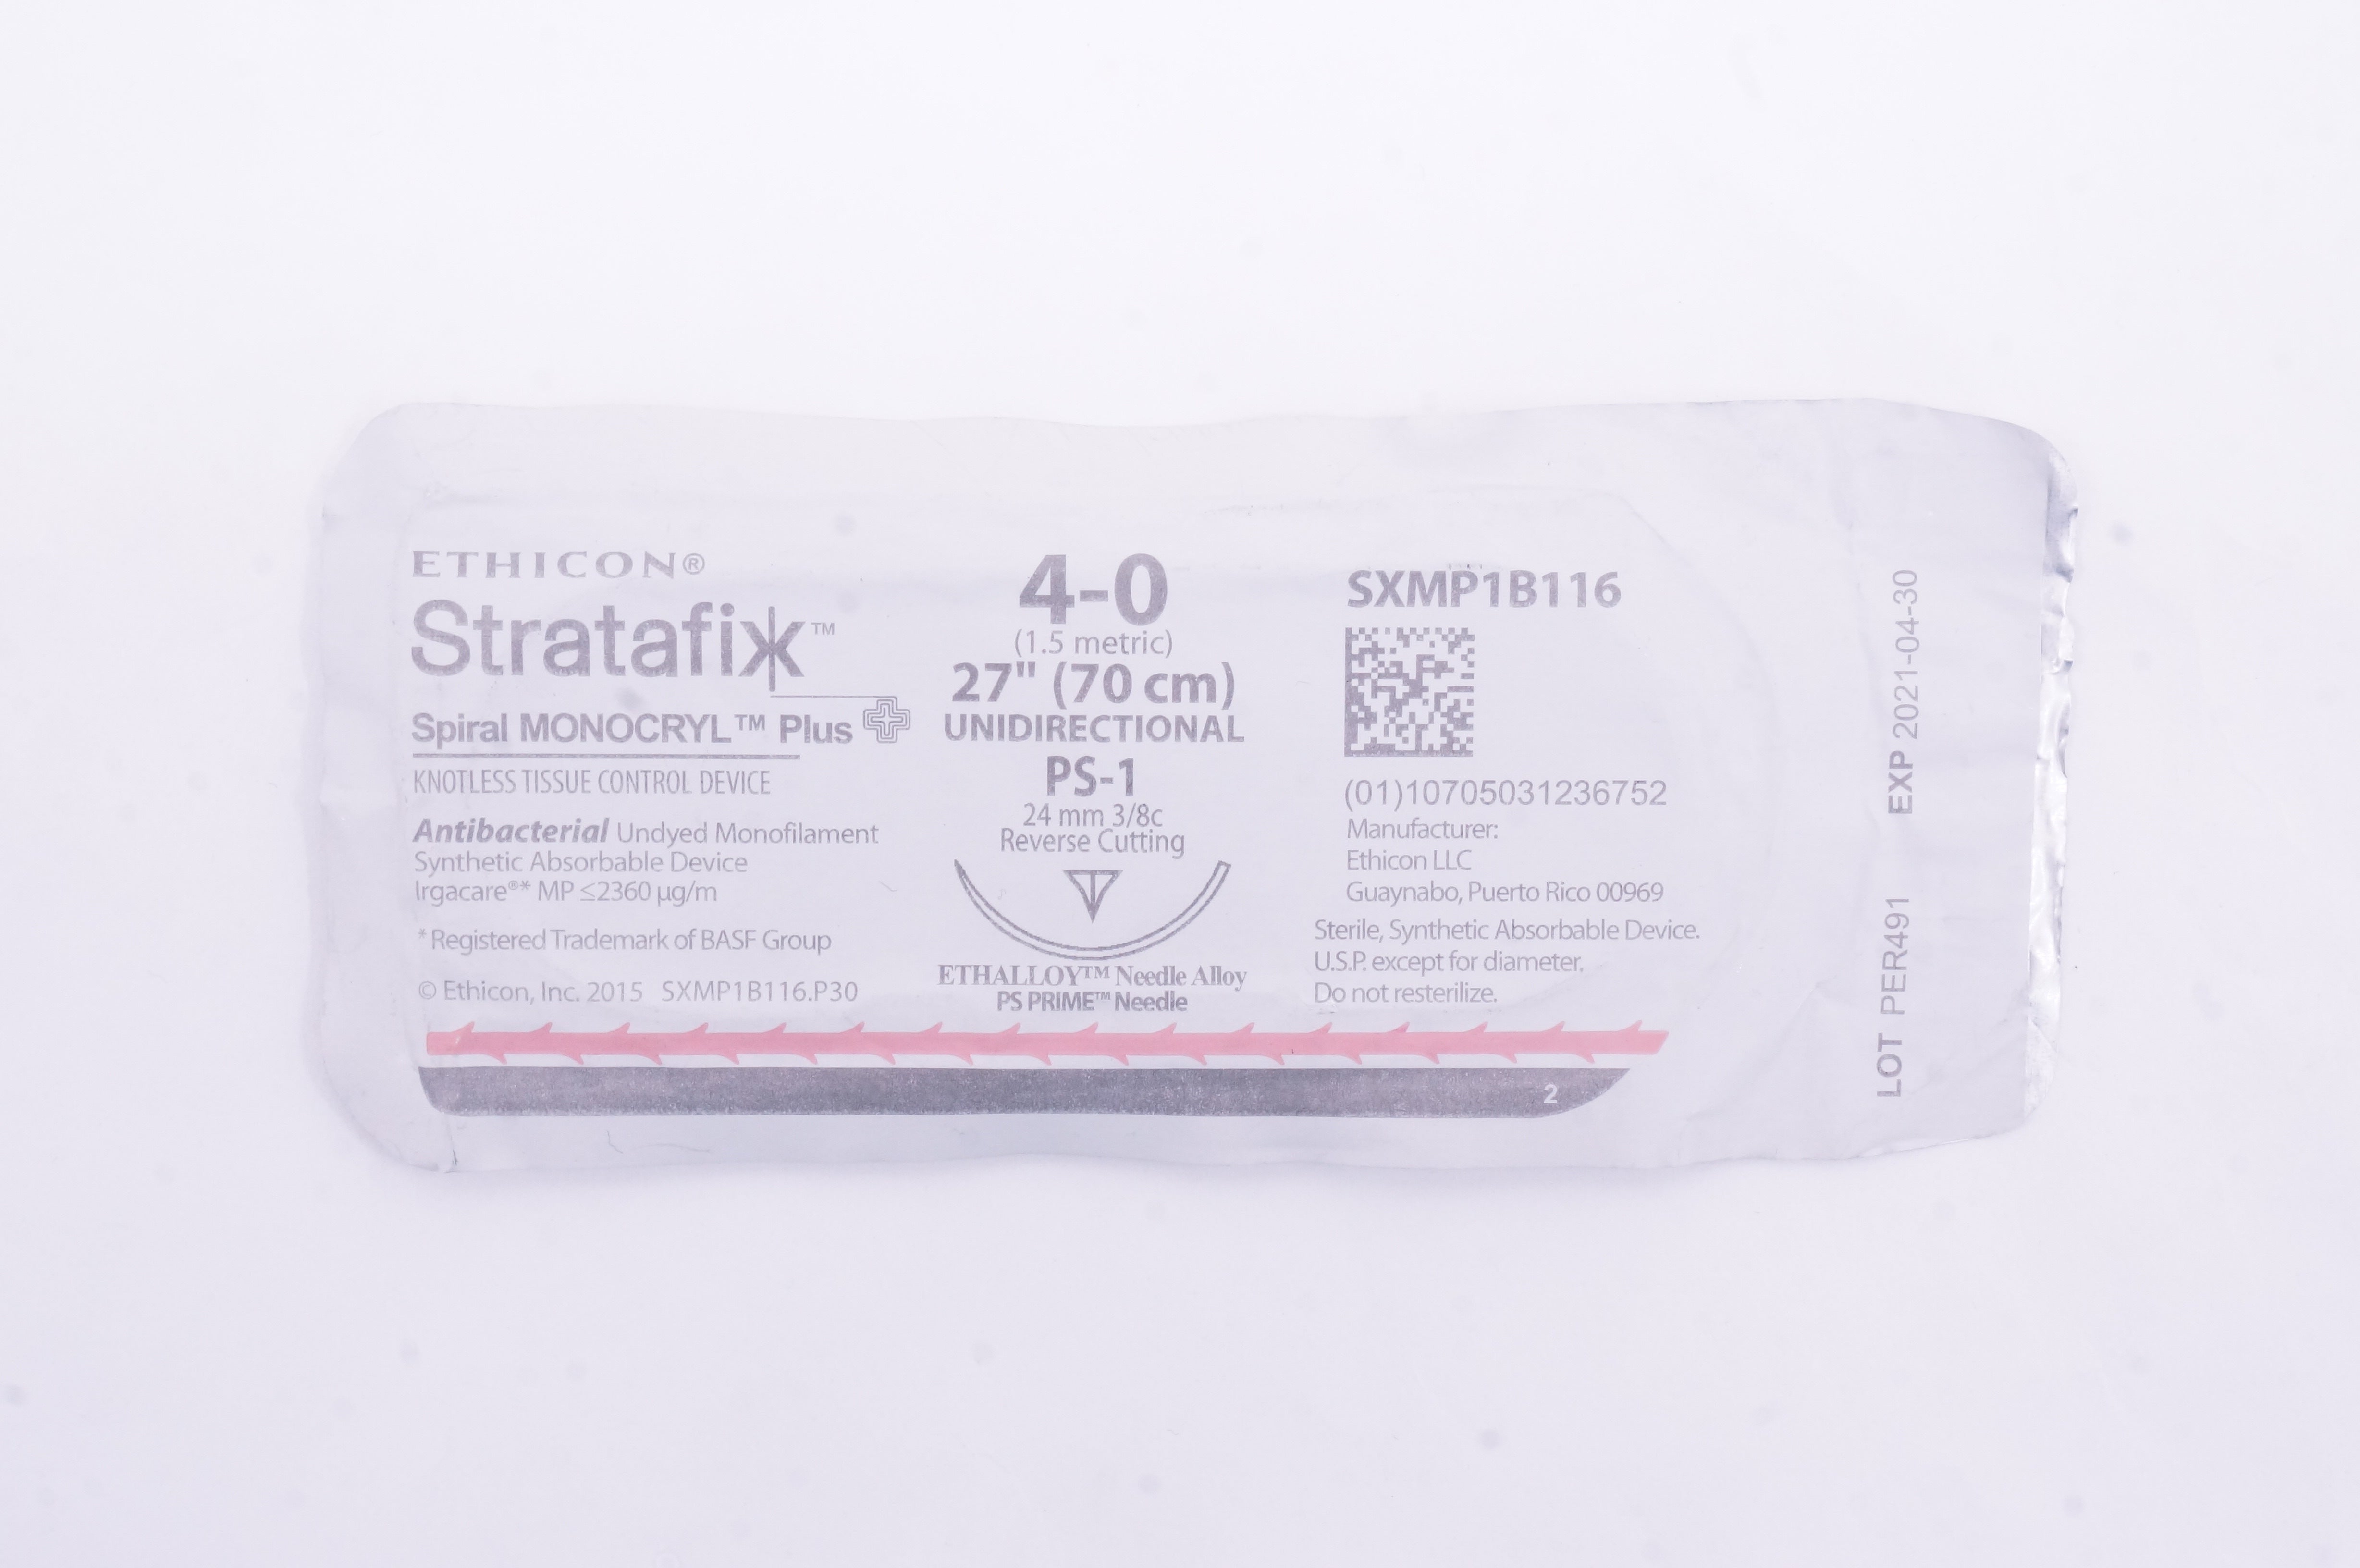 ETHICON®
Stratafix™
Spiral MONOCRYL™ Plus
KNOTLESS TISSUE CONTROL DEVICE
Antibacterial Undyed Monofilament
Synthetic Absorbable Device
Irgacare®* MP ≤2360 µg/m
* Registered Trademark of BASF Group
© Ethicon, Inc. 2015 SXMP1B116.P30
4-0
(1.5 metric)
27" (70 cm)
UNIDIRECTIONAL
PS-1
24 mm 3/8c
Reverse Cutting
ETHALLOY™ Needle Alloy
PS PRIME™ Needle
SXMP1B116
(01)10705031236752
Manufacturer:
Ethicon LLC
Guaynabo, Puerto Rico 00969
Sterile, Synthetic Absorbable Device.
U.S.P. except for diameter.
Do not resterilize.
2
LOT PER491 EXP 2021-04-30